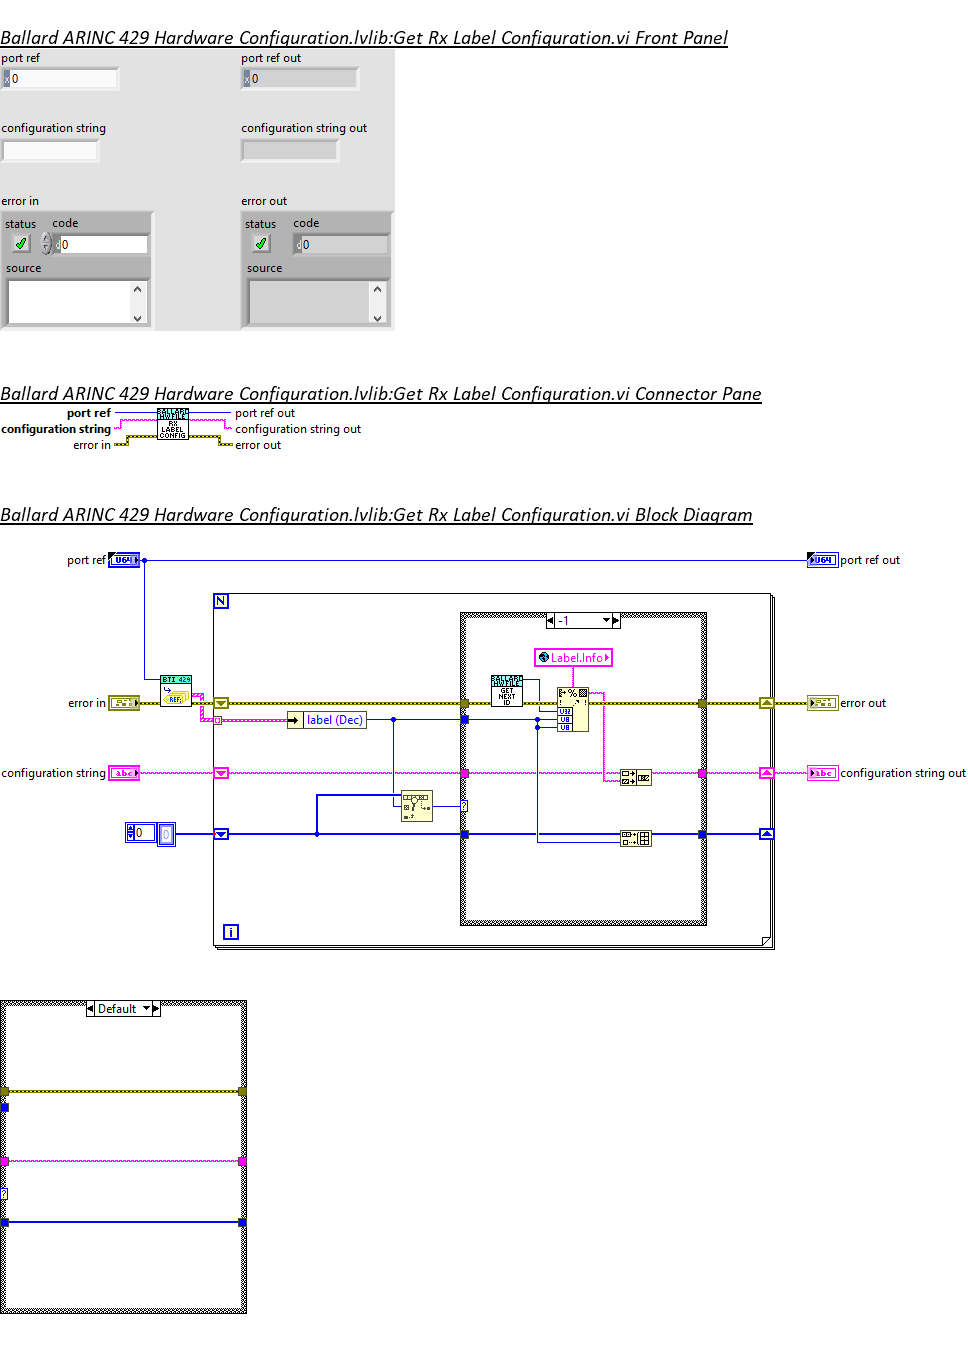 Ballard ARINC 429 Hardware Configuration.lvlib:Get Rx Label Configuration.vi Front Panel
port ref
port ref out
x 0
x 0
configuration string
configuration string out
error in
error out
status code
status code
d 0
d 0
source
source
Ballard ARINC 429 Hardware Configuration.lvlib:Get Rx Label Configuration.vi Connector Pane
port ref
BALLARD
HWFILE
RX
LABEL
CONFIG
port ref out
configuration string
configuration string out
error in
error out
Ballard ARINC 429 Hardware Configuration.lvlib:Get Rx Label Configuration.vi Block Diagram
port ref
U64
U64
port ref out
N
-1
Label.Info
BTI 429
REF
BALLARD
HWFILE
GET
NEXT
ID
error in
error out
label (Dec)
U32
U8
U8
configuration string
abc
abc
configuration string out
?
0
0
i
Default
?